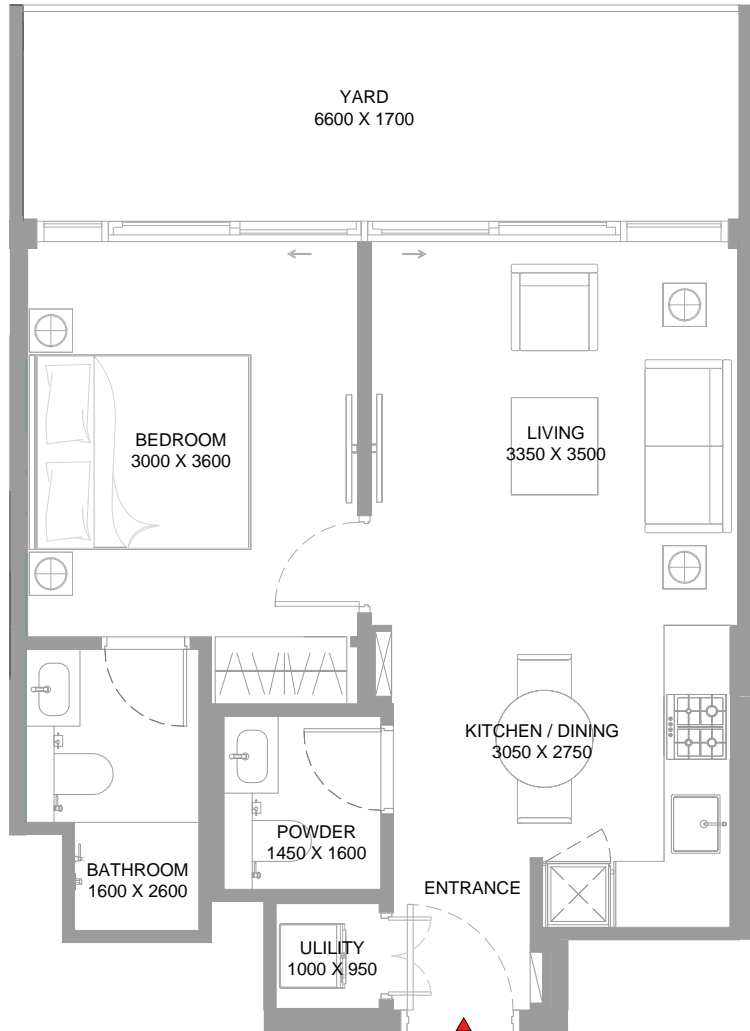 YARD
6600 X 1700
BEDROOM
3000 X 3600
LIVING
3350 X 3500
KITCHEN / DINING
3050 X 2750
POWDER
1450 X 1600
BATHROOM
1600 X 2600
ENTRANCE
ULILITY
1000 X 950